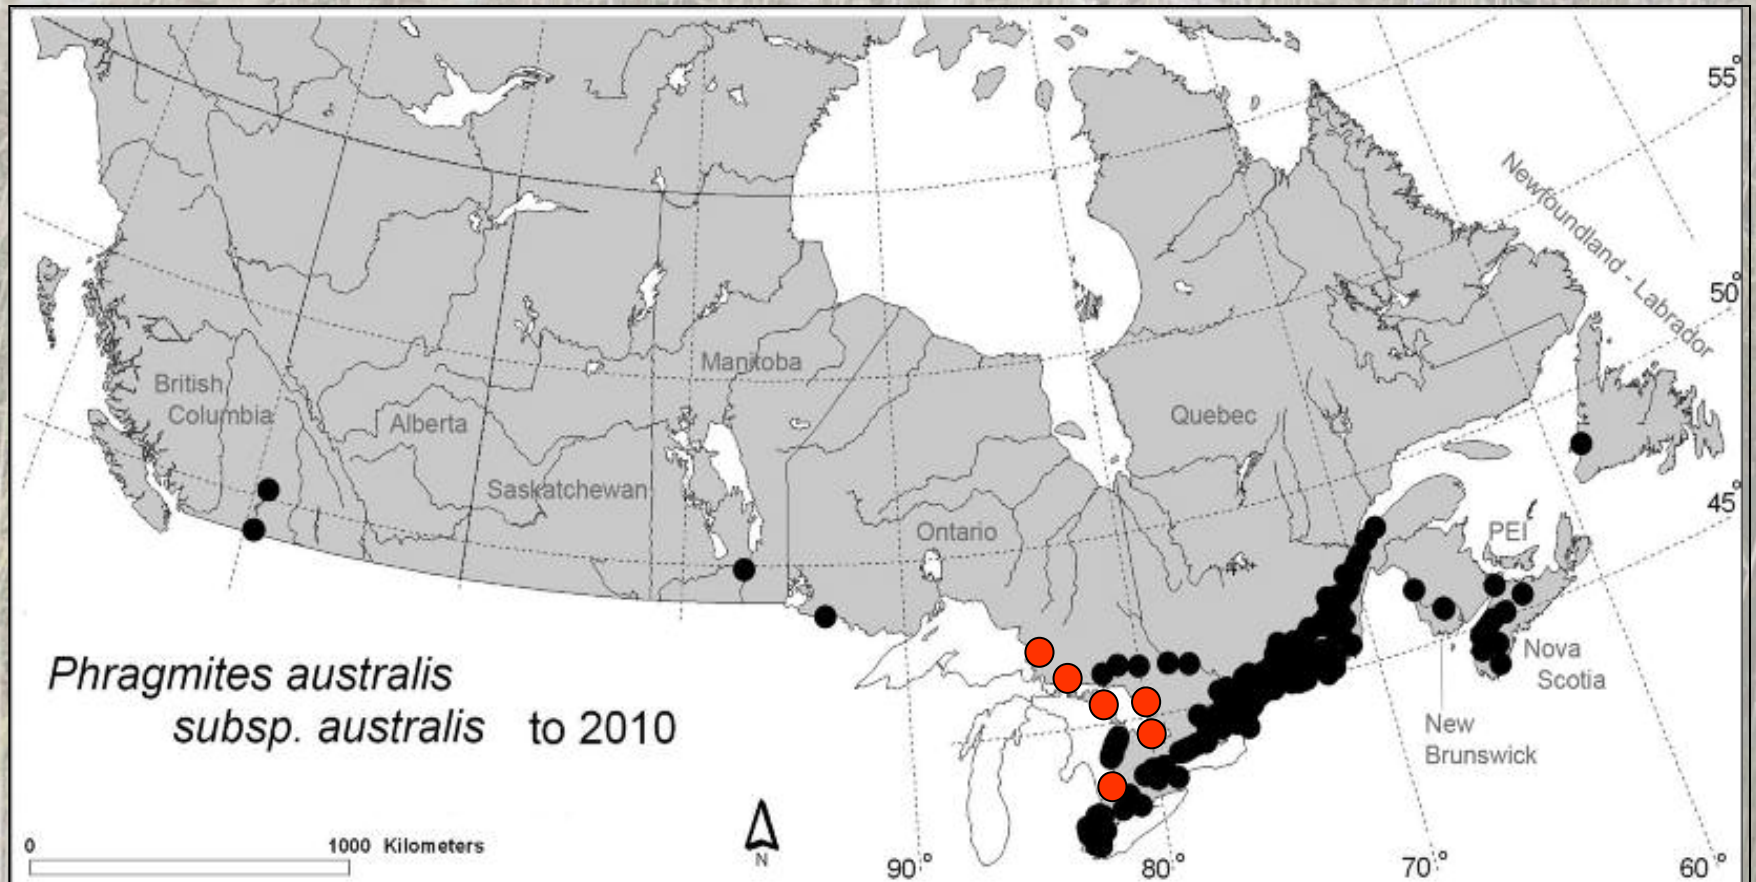 55°
Newfoundland - Labrador
50°
Manitoba
British
Columbia
Alberta
Quebec
Saskatchewan
45°
Ontario
PEI
Phragmites australis
subsp. australis to 2010
Nova
Scotia
New
Brunswick
0 1000 Kilometers
N
90° 80° 70° 60°